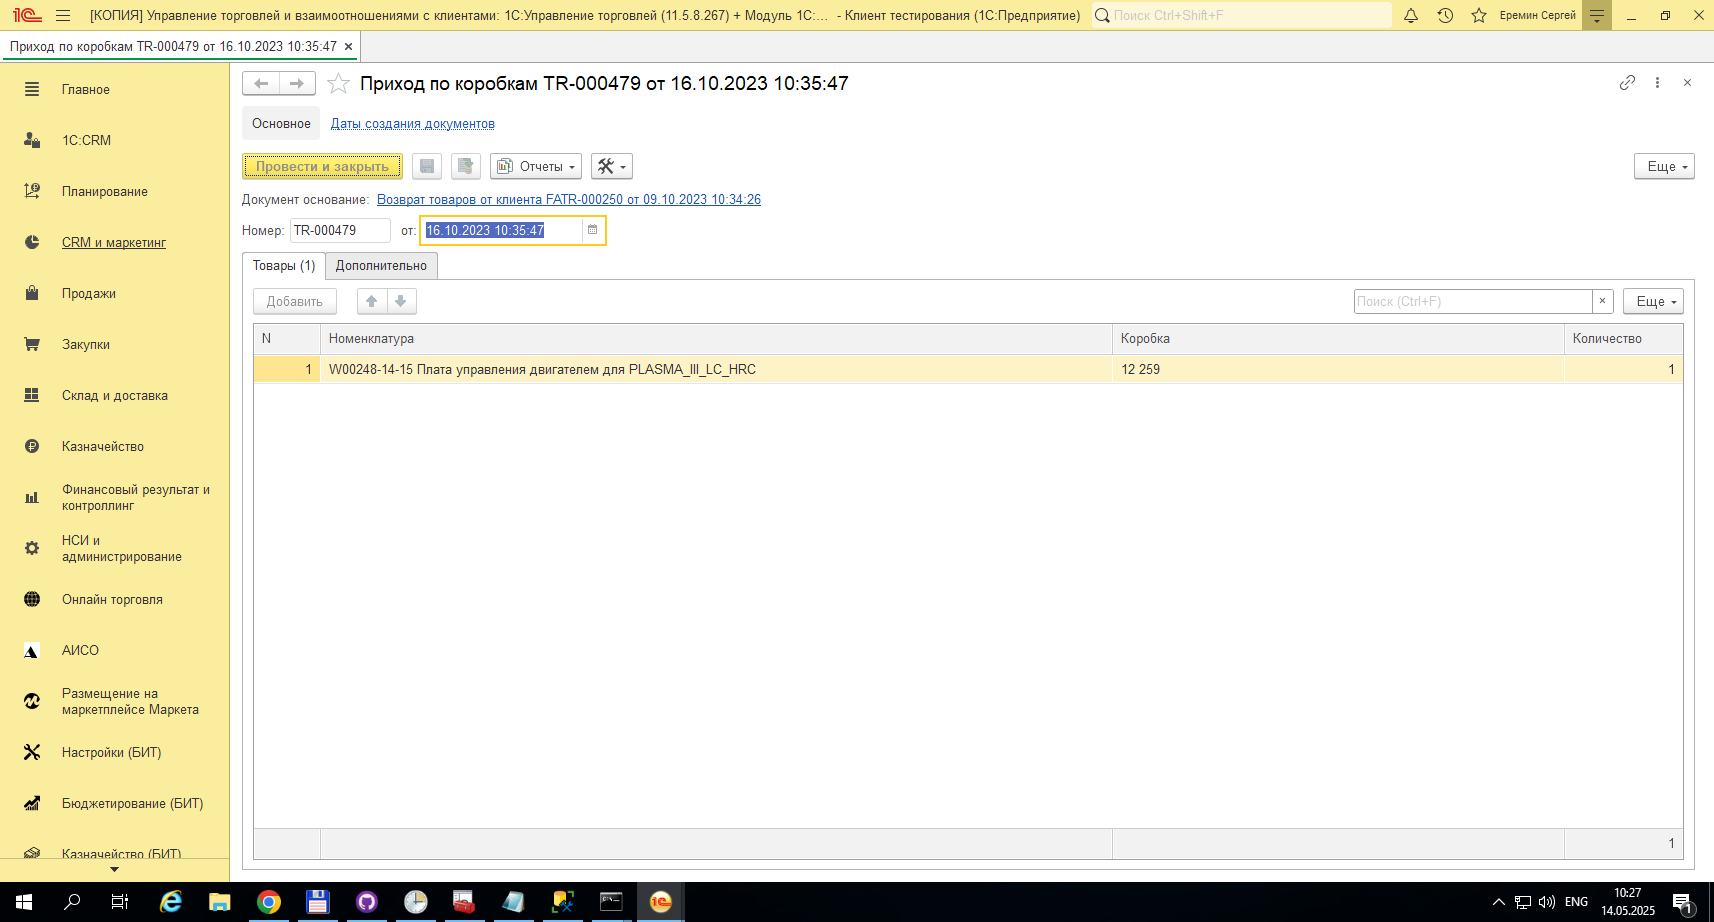 [КОПИЯ] Управление торговлей и взаимоотношениями с клиентами: 1С:Управление торговлей (11.5.8.267) + Модуль 1С:... - Клиент тестирования (1С:Предприятие)
Поиск Ctrl+Shift+F
Еремин Сергей
Приход по коробкам TR-000479 от 16.10.2023 10:35:47
Главное
1С:CRM
Планирование
CRM и маркетинг
Продажи
Закупки
Склад и доставка
Казначейство
Финансовый результат и
контроллинг
НСИ и
администрирование
Онлайн торговля
АИСО
Размещение на
маркетплейсе Маркета
Настройки (БИТ)
Бюджетирование (БИТ)
Казначейство (БИТ)
Приход по коробкам TR-000479 от 16.10.2023 10:35:47
Основное Даты создания документов
Провести и закрыть Отчеты Еще
Документ основание: Возврат товаров от клиента FATR-000250 от 09.10.2023 10:34:26
Номер: TR-000479 от: 16.10.2023 10:35:47
Товары (1) Дополнительно
Добавить Поиск (Ctrl+F) × Еще
N Номенклатура Коробка Количество
1 W00248-14-15 Плата управления двигателем для PLASMA_III_LC_HRC 12 259 1
1
ENG
10:27
14.05.2025
1